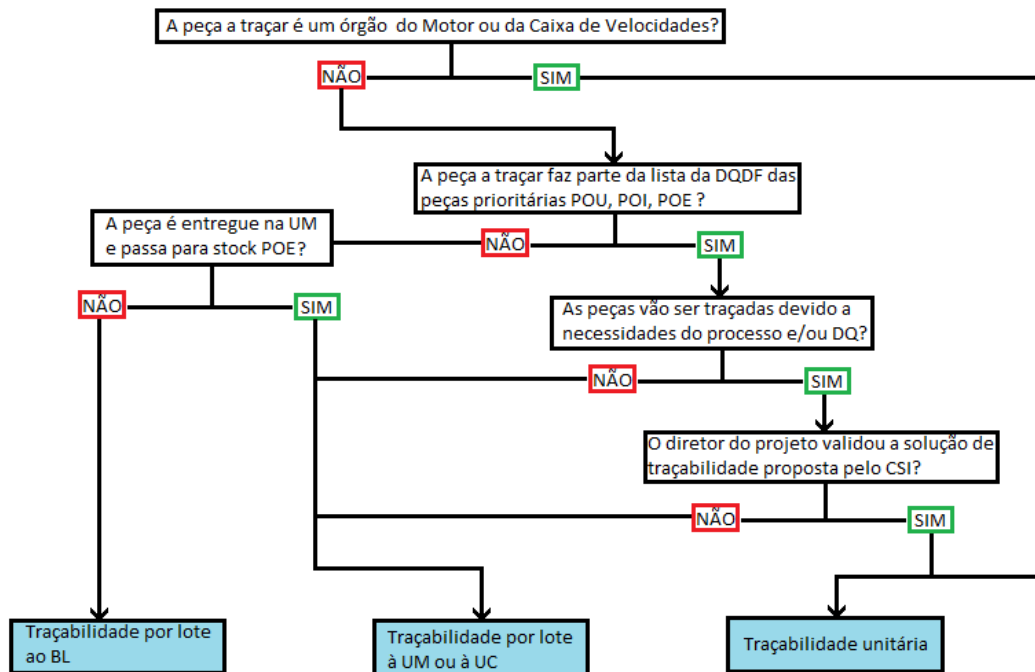 A peça a traçar é um órgão do Motor ou da Caixa de Velocidades?
NÃO
SIM
A peça a traçar faz parte da lista da DQDF das
peças prioritárias POU, POI, POE ?
A peça é entregue na UM
e passa para stock POE?
NÃO
SIM
NÃO
SIM
As peças vão ser traçadas devido a
necessidades do processo e/ou DQ?
NÃO
SIM
O diretor do projeto validou a solução de
traçabilidade proposta pelo CSI?
NÃO
SIM
Traçabilidade por lote
ao BL
Traçabilidade por lote
à UM ou à UC
Traçabilidade unitária